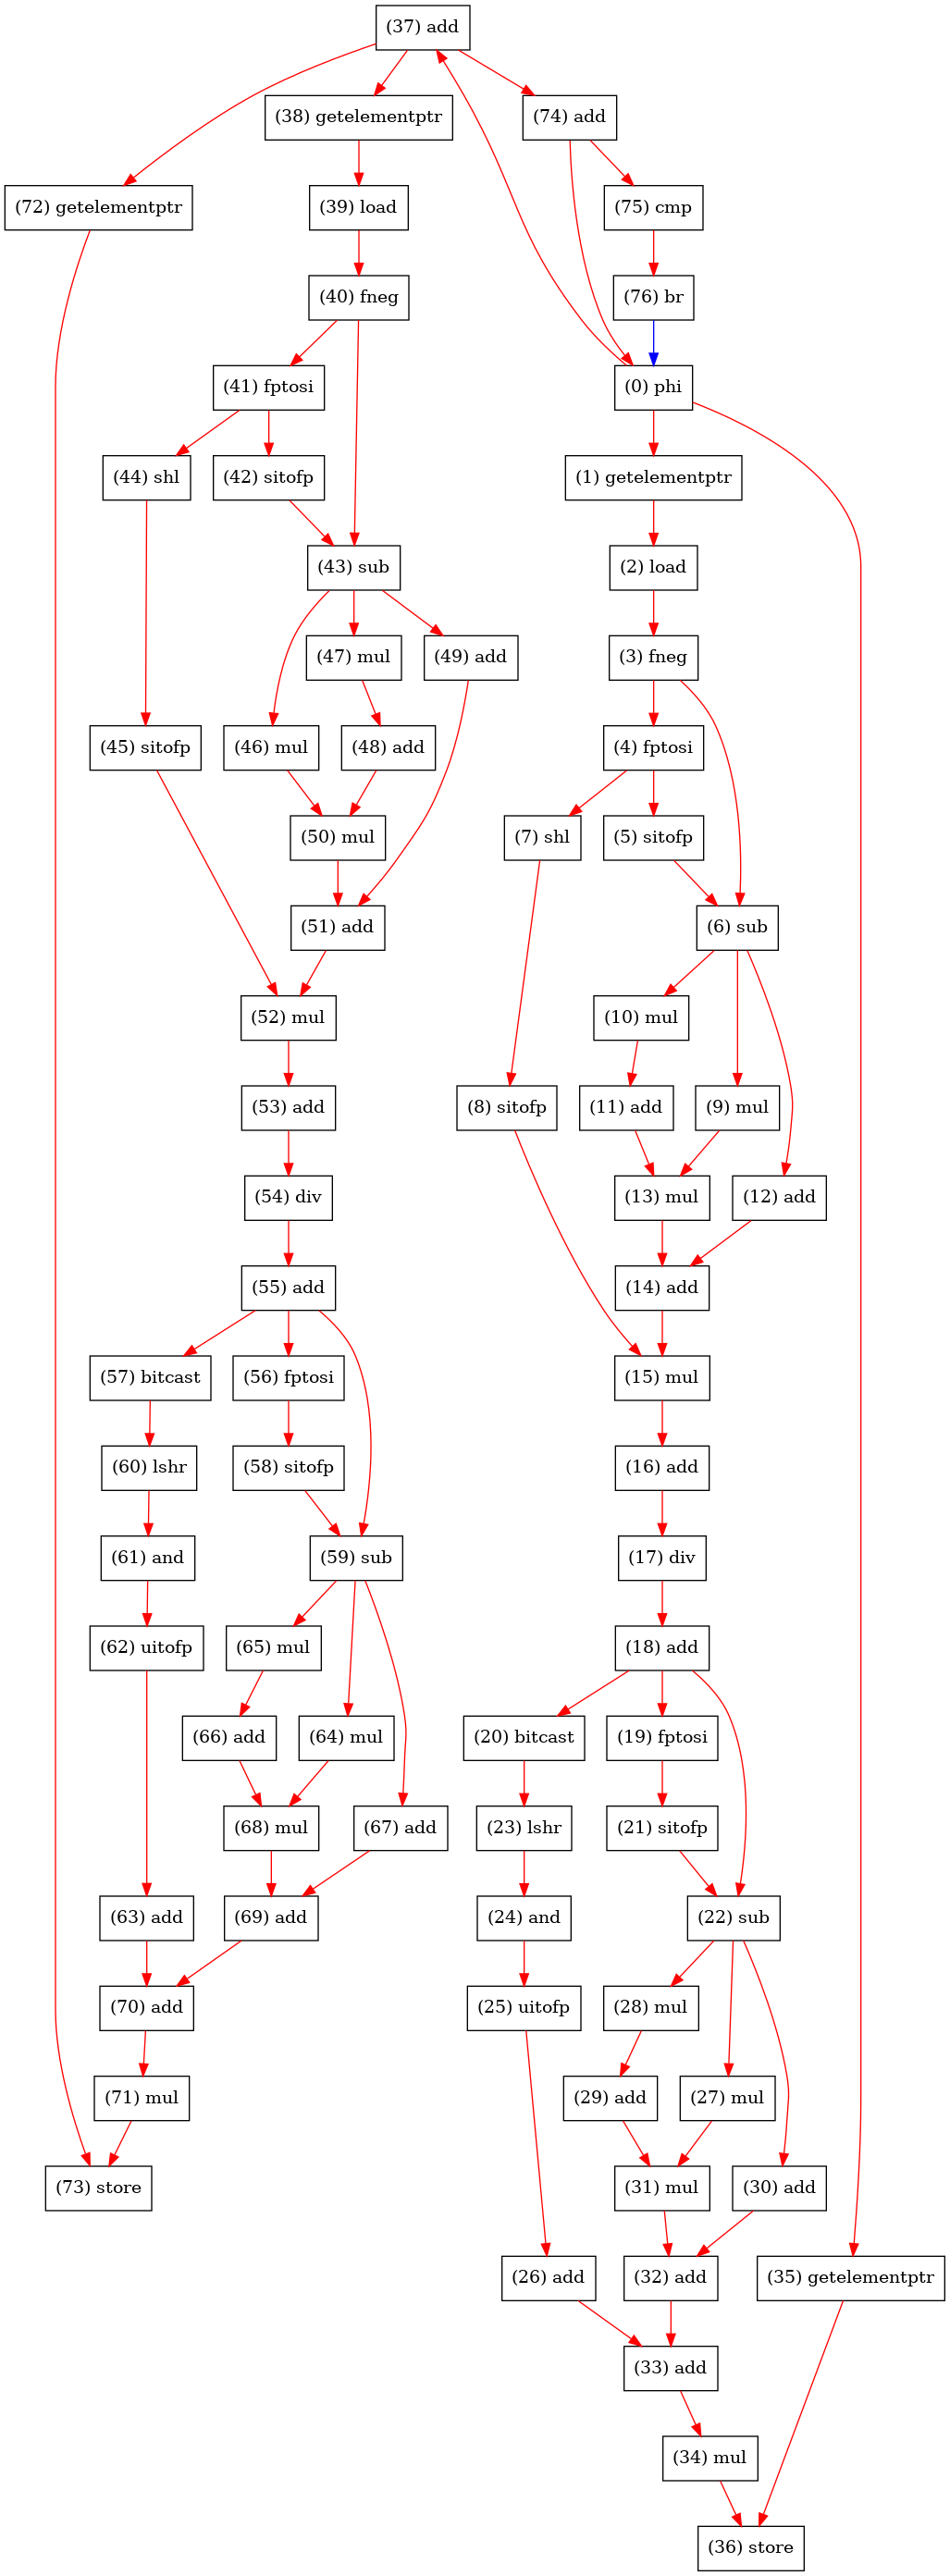 (37) add
(38) getelementptr
(74) add
(72) getelementptr
(39) load
(75) cmp
(40) fneg
(76) br
(41) fptosi
(0) phi
(44) shl
(42) sitofp
(1) getelementptr
(43) sub
(2) load
(47) mul
(49) add
(3) fneg
(45) sitofp
(46) mul
(48) add
(4) fptosi
(50) mul
(7) shl
(5) sitofp
(51) add
(6) sub
(52) mul
(10) mul
(53) add
(8) sitofp
(11) add
(9) mul
(54) div
(13) mul
(12) add
(55) add
(14) add
(57) bitcast
(56) fptosi
(15) mul
(60) lshr
(58) sitofp
(16) add
(61) and
(59) sub
(17) div
(62) uitofp
(65) mul
(18) add
(66) add
(64) mul
(20) bitcast
(19) fptosi
(68) mul
(67) add
(23) lshr
(21) sitofp
(63) add
(69) add
(24) and
(22) sub
(70) add
(25) uitofp
(28) mul
(71) mul
(29) add
(27) mul
(73) store
(31) mul
(30) add
(26) add
(32) add
(35) getelementptr
(33) add
(34) mul
(36) store